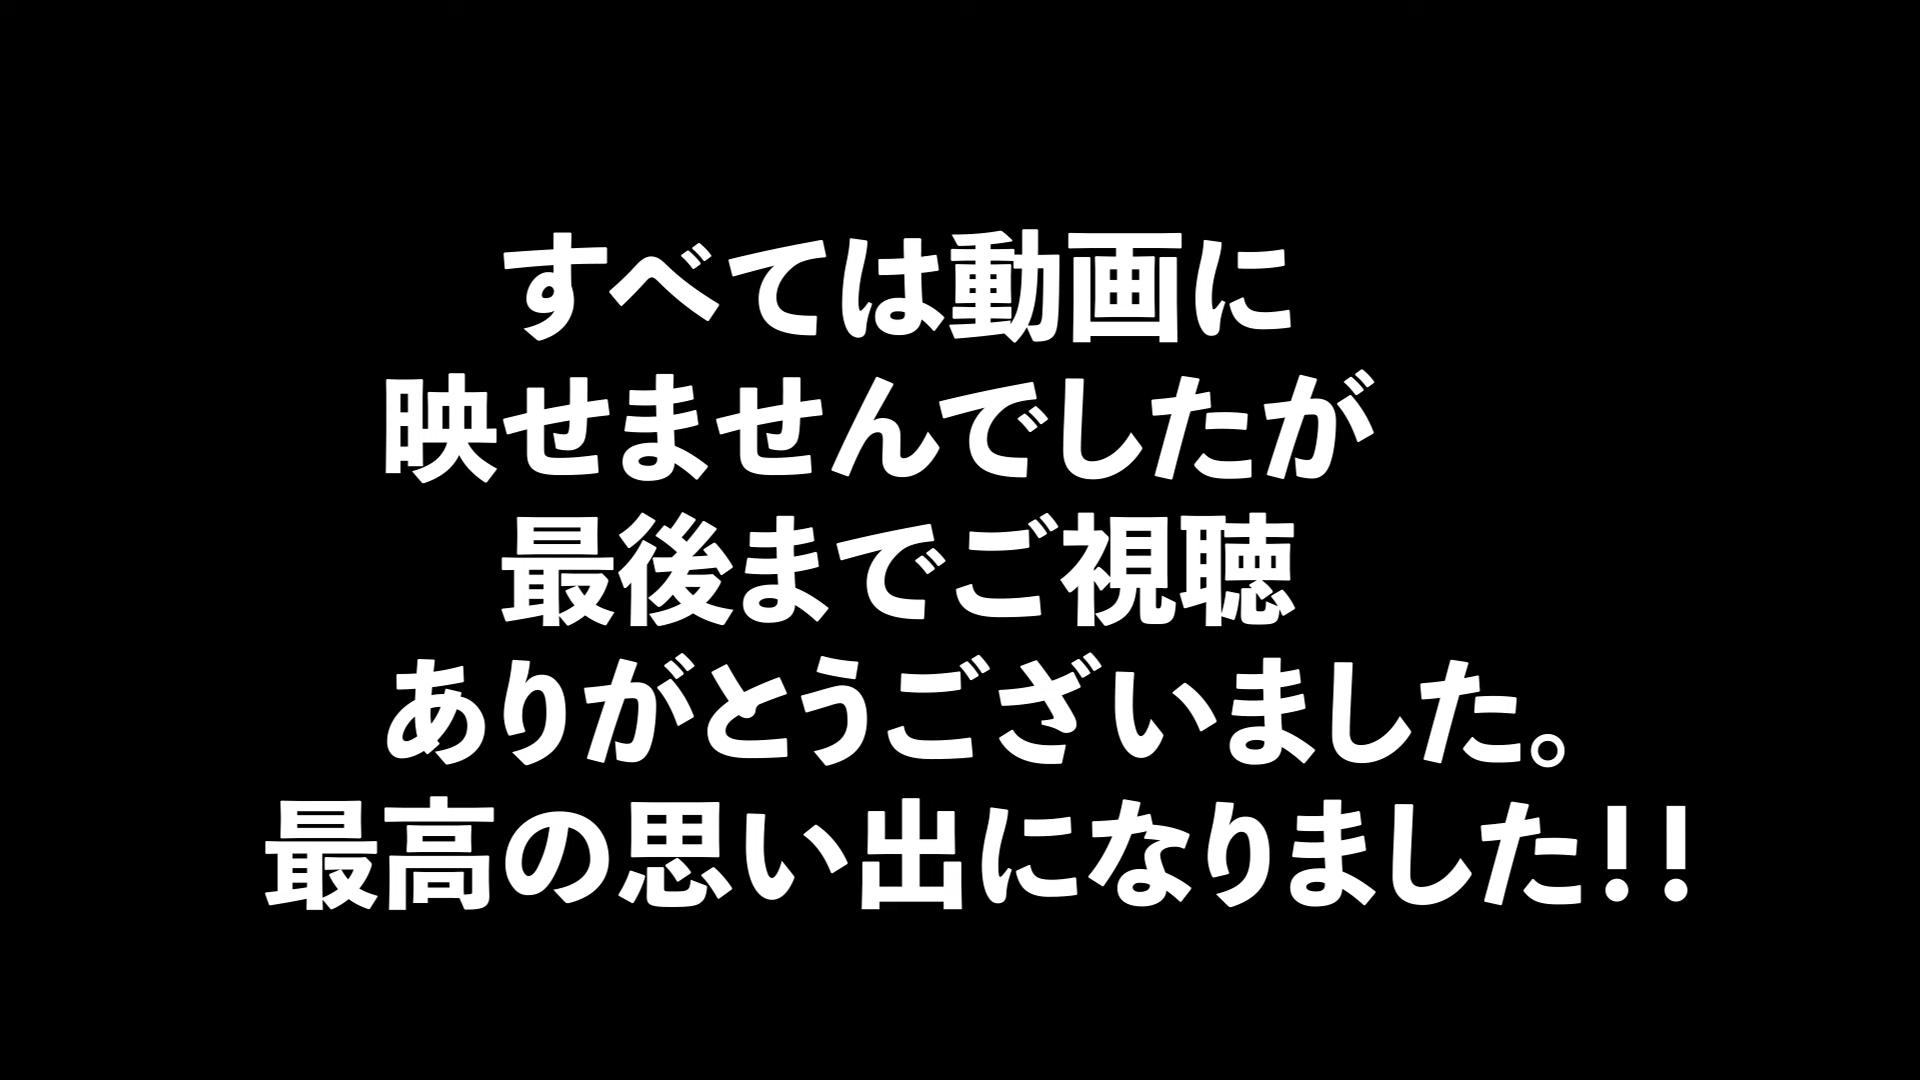 すべては動画に
映せませんでしたが
最後までご視聴
ありがとうございました。
最高の思い出になりました!!